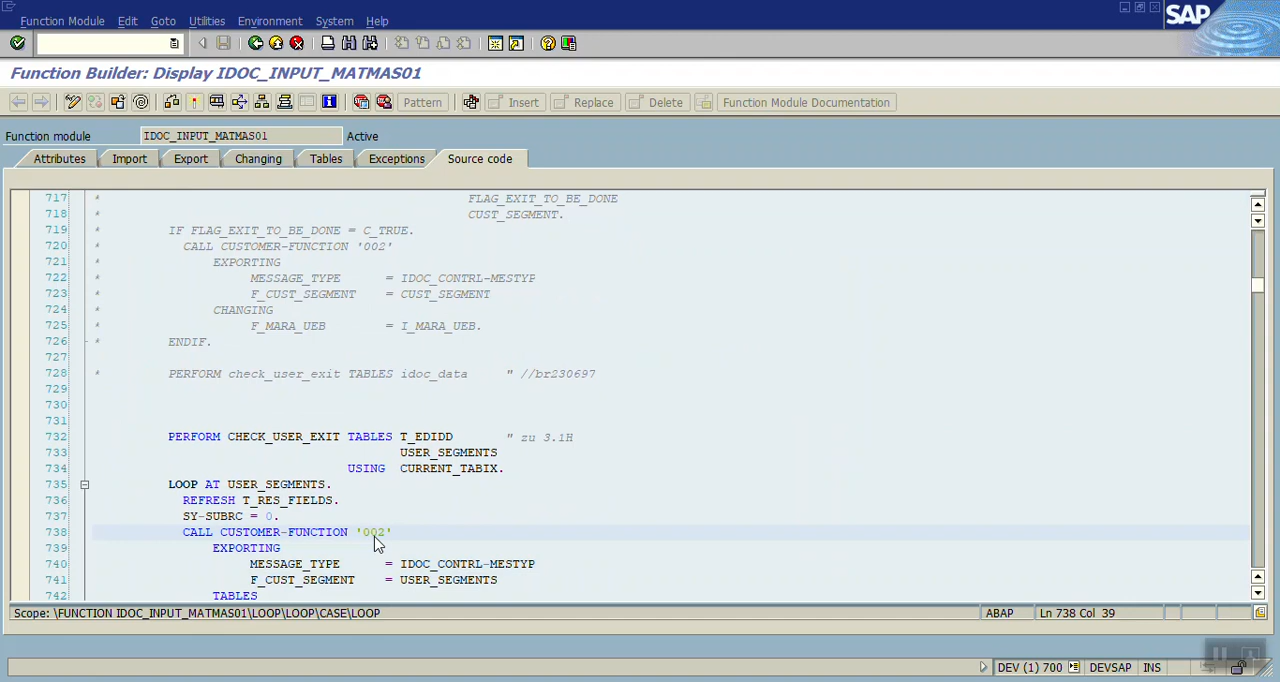 Function Module Edit Goto Utilities Environment System Help
SAP
Function Builder: Display IDOC_INPUT_MATMAS01
Pattern Insert Replace Delete Function Module Documentation
Function module IDOC_INPUT_MATMAS01 Active
Attributes Import Export Changing Tables Exceptions Source code
717 * FLAG_EXIT_TO_BE_DONE
718 * CUST_SEGMENT.
719 * IF FLAG_EXIT_TO_BE_DONE = C_TRUE.
720 * CALL CUSTOMER-FUNCTION '002'
721 * EXPORTING
722 * MESSAGE_TYPE = IDOC_CONTRL-MESTYP
723 * F_CUST_SEGMENT = CUST_SEGMENT
724 * CHANGING
725 * F_MARA_UEB = I_MARA_UEB.
726 * ENDIF.
727
728 * PERFORM check_user_exit TABLES idoc_data " //br230697
729
730
731
732 PERFORM CHECK_USER_EXIT TABLES T_EDIDD " zu 3.1H
733 USER_SEGMENTS
734 USING CURRENT_TABIX.
735 LOOP AT USER_SEGMENTS.
736 REFRESH T_RES_FIELDS.
737 SY-SUBRC = 0.
738 CALL CUSTOMER-FUNCTION '002'
739 EXPORTING
740 MESSAGE_TYPE = IDOC_CONTRL-MESTYP
741 F_CUST_SEGMENT = USER_SEGMENTS
742 TABLES
Scope: \FUNCTION IDOC_INPUT_MATMAS01\LOOP\LOOP\CASE\LOOP ABAP Ln 738 Col 39
DEV (1) 700 DEVSAP INS